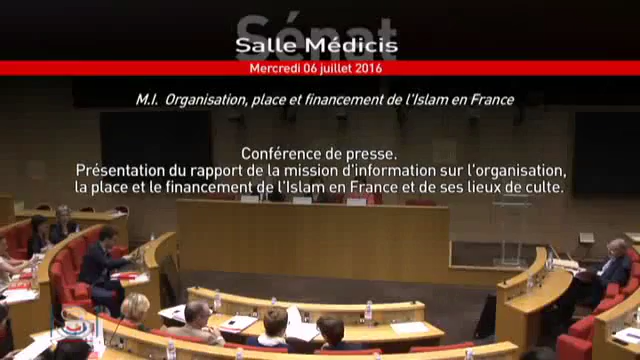 Sénat
Salle Médicis
Mercredi 06 juillet 2016
M.I. Organisation, place et financement de l'Islam en France
Conférence de presse.
Présentation du rapport de la mission d'information sur l'organisation,
la place et le financement de l'Islam en France et de ses lieux de culte.